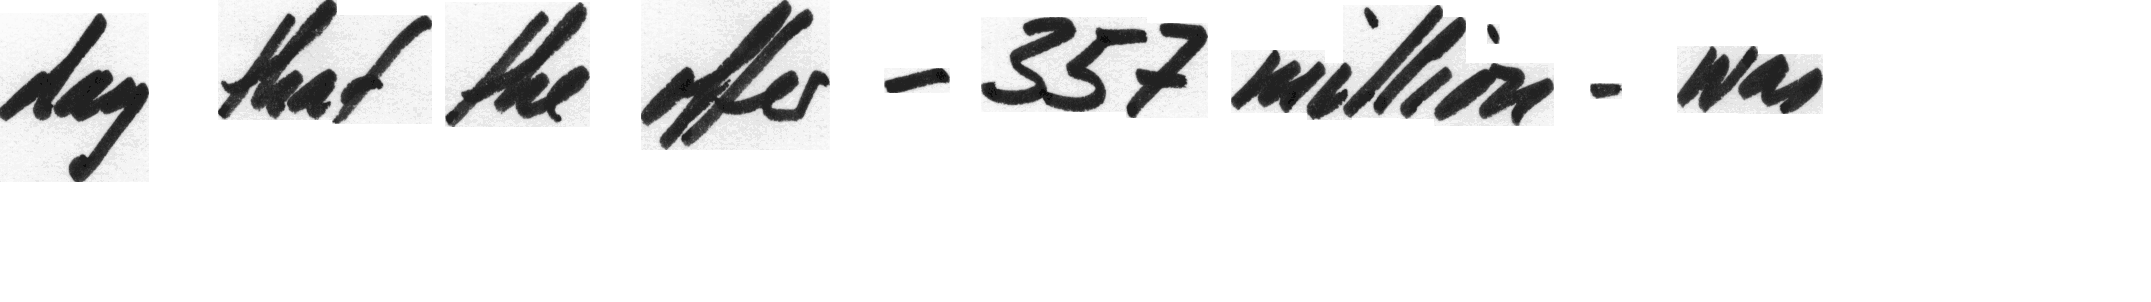 day that the offer - 357 million - was